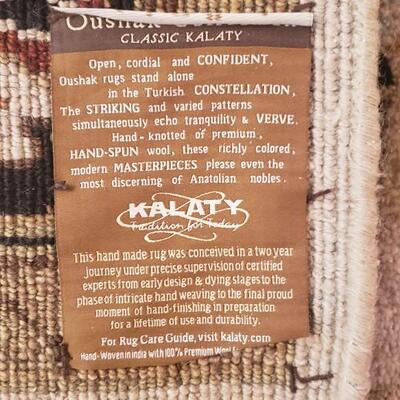 Oushak
CLASSIC KALATY
Open, cordial and CONFIDENT,
Oushak rugs stand alone
in the Turkish CONSTELLATION,
The STRIKING and varied patterns
simultaneously echo tranquility & VERVE.
Hand-knotted of premium,
HAND-SPUN wool, these richly colored,
modern MASTERPIECES please even the
most discerning of Anatolian nobles.
KALATY
Tradition for Today
This hand made rug was conceived in a two year
journey under precise supervision of certified
experts from early design & dying stages to the
phase of intricate hand weaving to the final proud
moment of hand-finishing in preparation
for a lifetime of use and durability.
For Rug Care Guide, visit kalaty.com
Hand-Woven in india with 100% Premium Wool